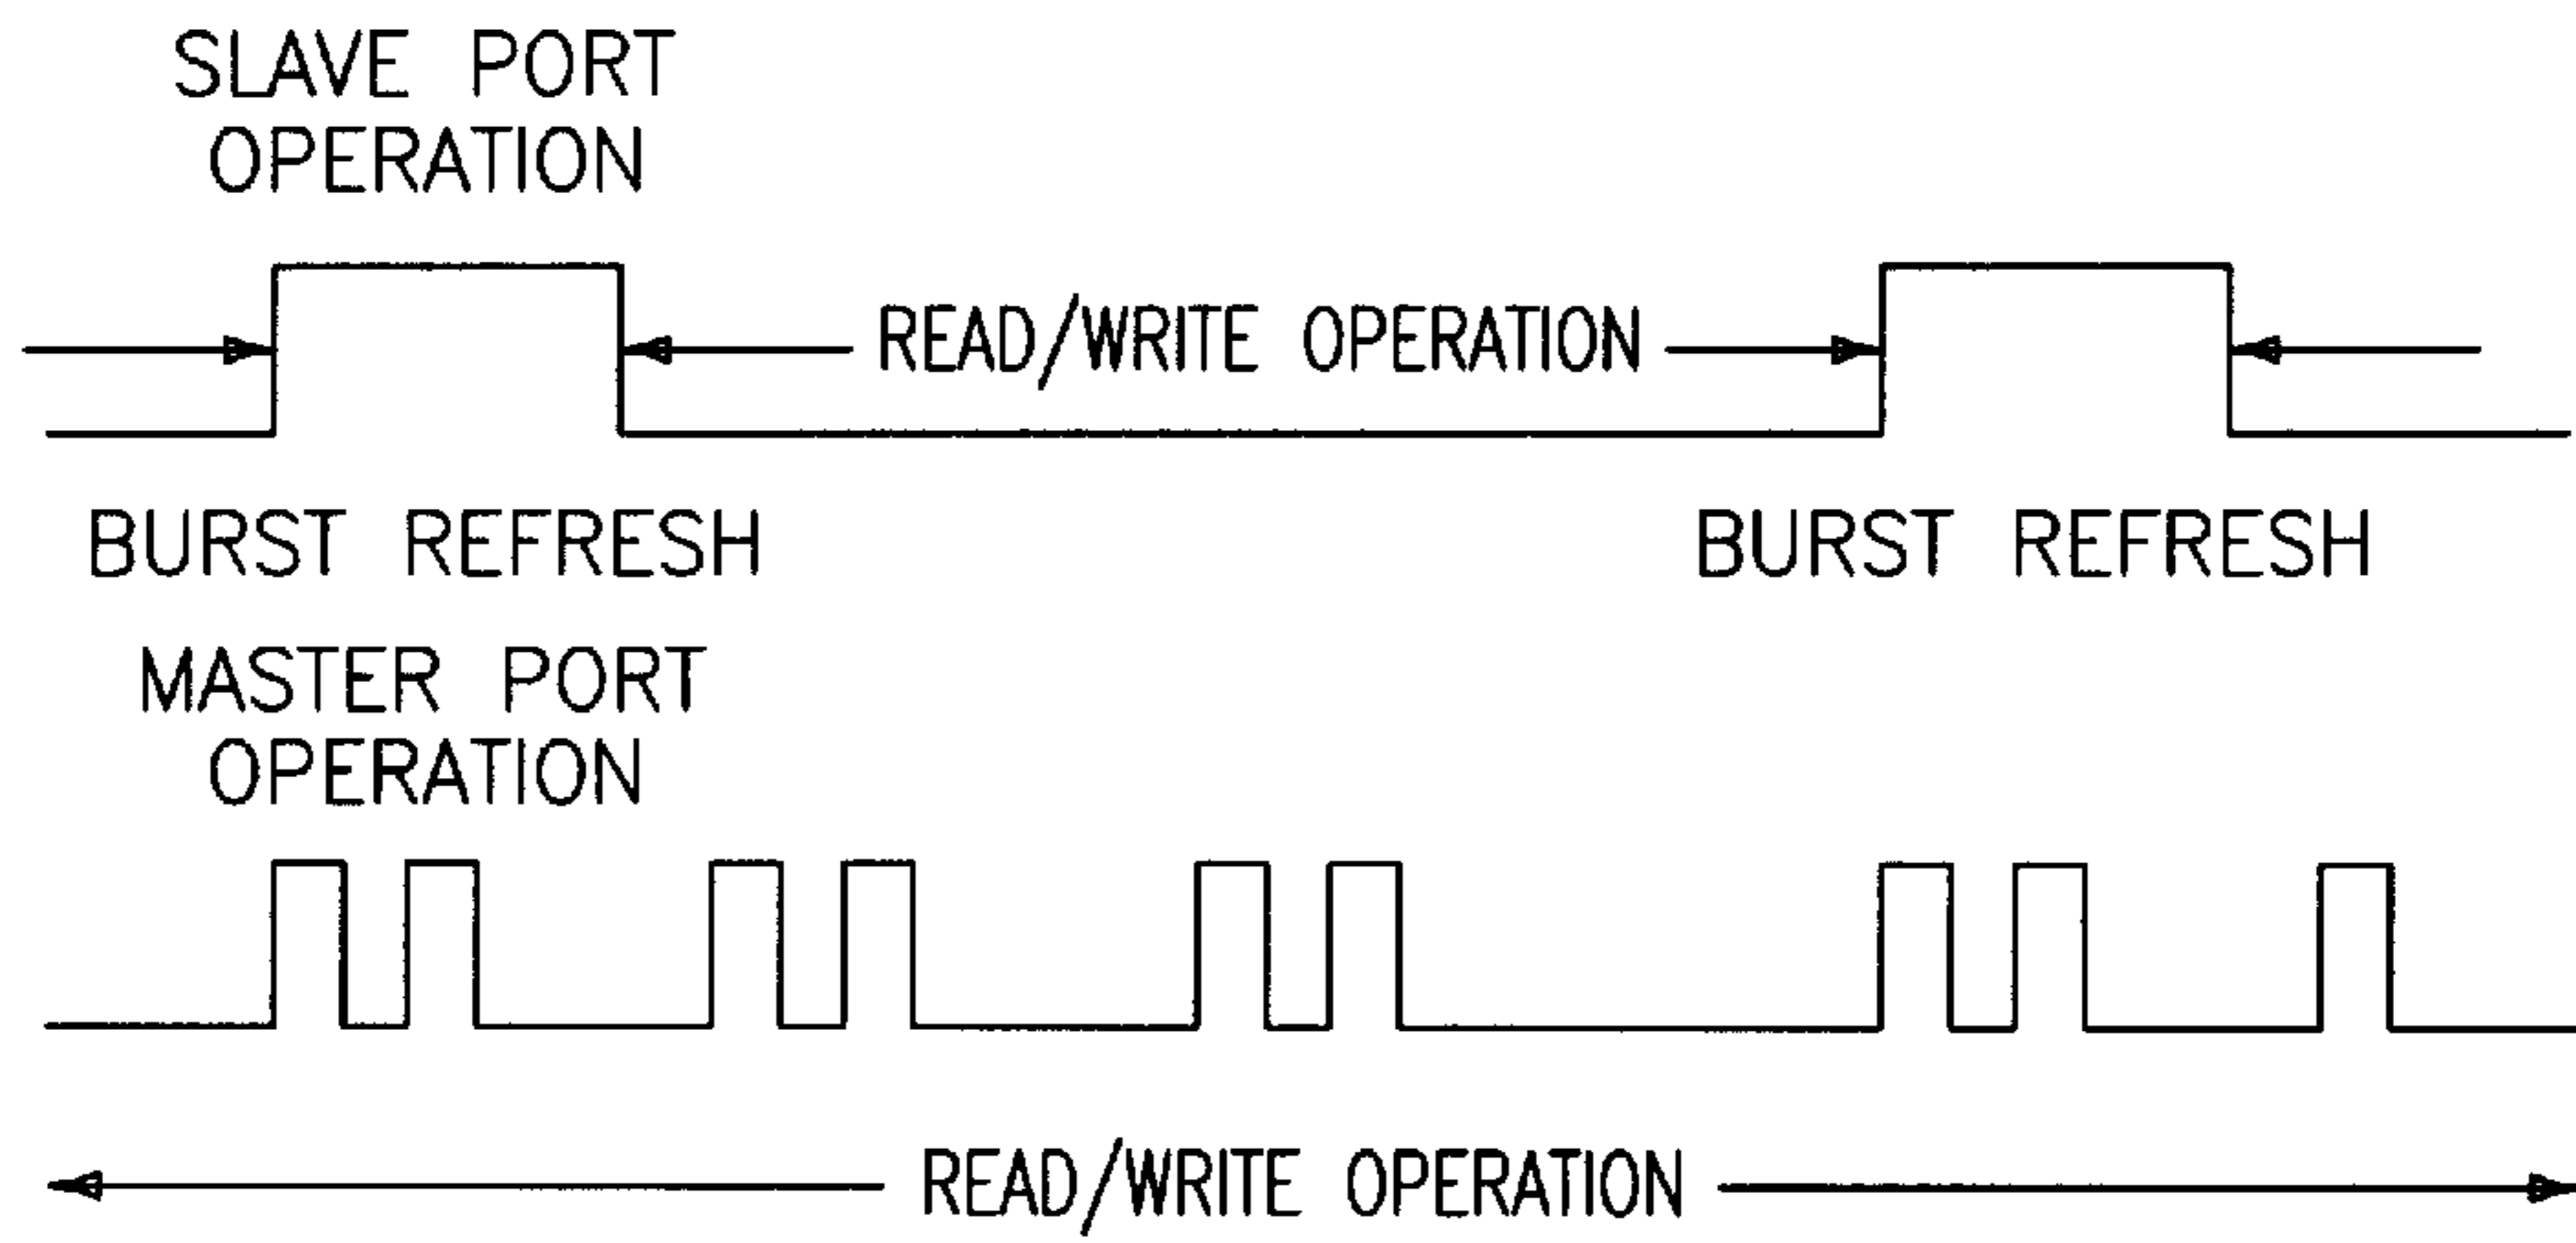 SLAVE PORT
OPERATION
READ/WRITE OPERATION
BURST REFRESH
BURST REFRESH
MASTER PORT
OPERATION
READ/WRITE OPERATION